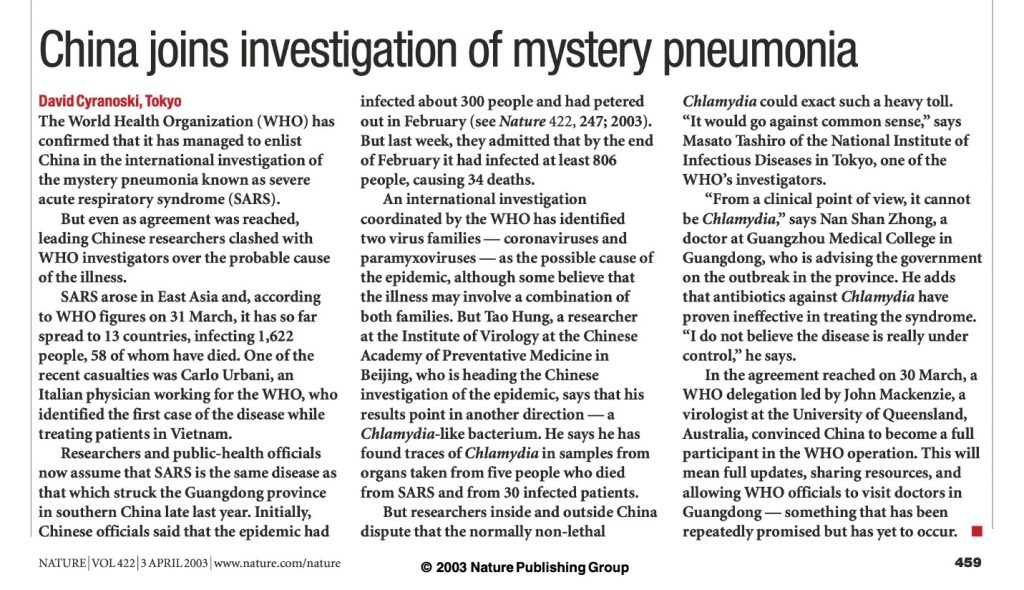 China joins investigation of mystery pneumonia
David Cyranoski, Tokyo
The World Health Organization (WHO) has
confirmed that it has managed to enlist
China in the international investigation of
the mystery pneumonia known as severe
acute respiratory syndrome (SARS).
But even as agreement was reached,
leading Chinese researchers clashed with
WHO investigators over the probable cause
of the illness.
SARS arose in East Asia and, according
to WHO figures on 31 March, it has so far
spread to 13 countries, infecting 1,622
people, 58 of whom have died. One of the
recent casualties was Carlo Urbani, an
Italian physician working for the WHO, who
identified the first case of the disease while
treating patients in Vietnam.
Researchers and public-health officials
now assume that SARS is the same disease as
that which struck the Guangdong province
in southern China late last year. Initially,
Chinese officials said that the epidemic had
infected about 300 people and had petered
out in February (see Nature 422, 247; 2003).
But last week, they admitted that by the end
of February it had infected at least 806
people, causing 34 deaths.
An international investigation
coordinated by the WHO has identified
two virus families — coronaviruses and
paramyxoviruses — as the possible cause of
the epidemic, although some believe that
the illness may involve a combination of
both families. But Tao Hung, a researcher
at the Institute of Virology at the Chinese
Academy of Preventative Medicine in
Beijing, who is heading the Chinese
investigation of the epidemic, says that his
results point in another direction — a
Chlamydia-like bacterium. He says he has
found traces of Chlamydia in samples from
organs taken from five people who died
from SARS and from 30 infected patients.
But researchers inside and outside China
dispute that the normally non-lethal
Chlamydia could exact such a heavy toll.
“It would go against common sense,” says
Masato Tashiro of the National Institute of
Infectious Diseases in Tokyo, one of the
WHO’s investigators.
“From a clinical point of view, it cannot
be Chlamydia,” says Nan Shan Zhong, a
doctor at Guangzhou Medical College in
Guangdong, who is advising the government
on the outbreak in the province. He adds
that antibiotics against Chlamydia have
proven ineffective in treating the syndrome.
“I do not believe the disease is really under
control,” he says.
In the agreement reached on 30 March, a
WHO delegation led by John Mackenzie, a
virologist at the University of Queensland,
Australia, convinced China to become a full
participant in the WHO operation. This will
mean full updates, sharing resources, and
allowing WHO officials to visit doctors in
Guangdong — something that has been
repeatedly promised but has yet to occur.
NATURE | VOL 422 | 3 APRIL 2003 | www.nature.com/nature
© 2003 Nature Publishing Group
459